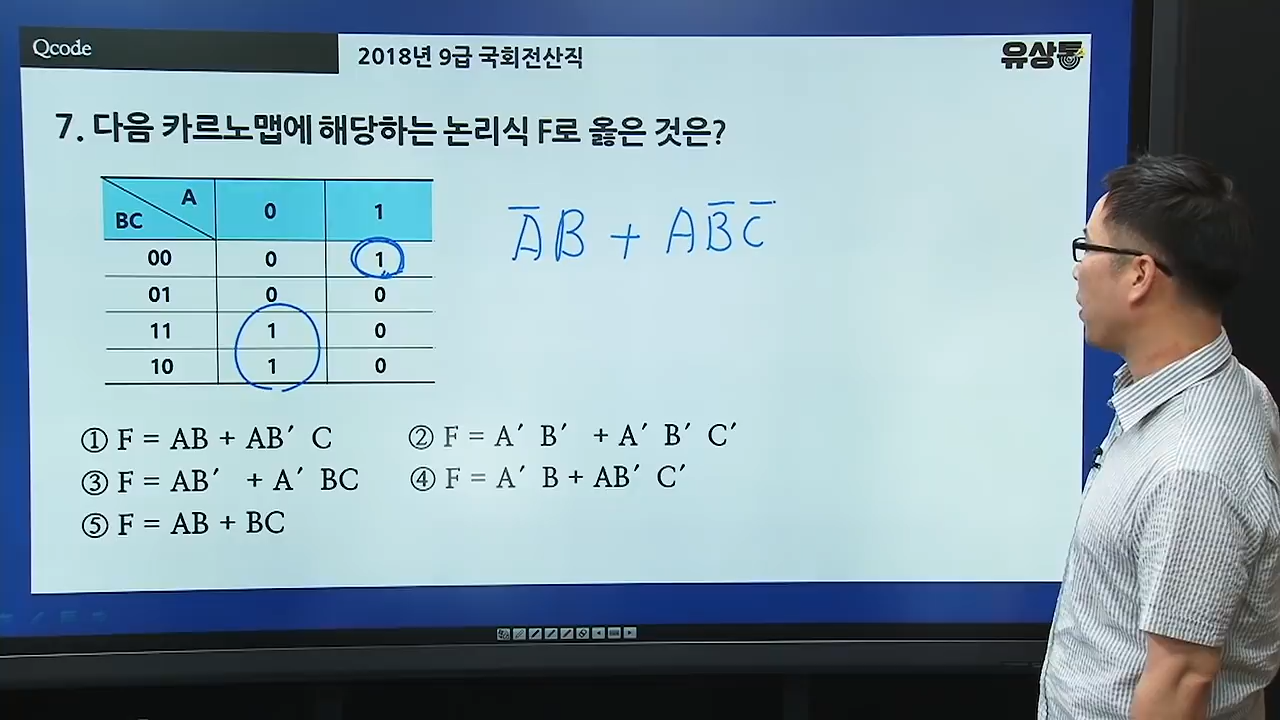 Qcode
2018년 9급 국회전산직
유상통
7. 다음 카르노맵에 해당하는 논리식 F로 옳은 것은?
A
BC
0 1
00 0 1
01 0 0
11 1 0
10 1 0
A̅B + AB̅C̅
① F = AB + AB′ C
② F = A′ B′ + A′ B′ C′
③ F = AB′ + A′ BC
④ F = A′ B + AB′ C′
⑤ F = AB + BC